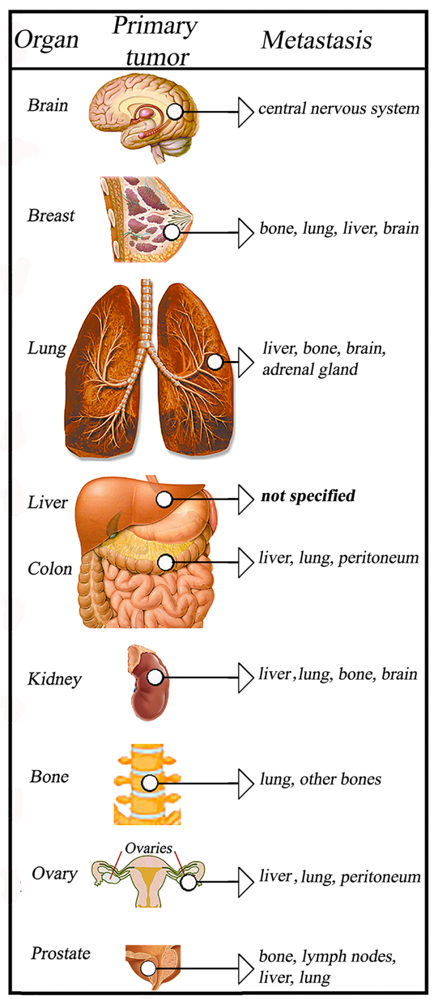 Organ
Primary
tumor
Metastasis
Brain
central nervous system
Breast
bone, lung, liver, brain
Lung
liver, bone, brain,
adrenal gland
Liver
not specified
Colon
liver, lung, peritoneum
Kidney
liver, lung, bone, brain
Bone
lung, other bones
Ovaries
Ovary
liver, lung, peritoneum
Prostate
bone, lymph nodes,
liver, lung